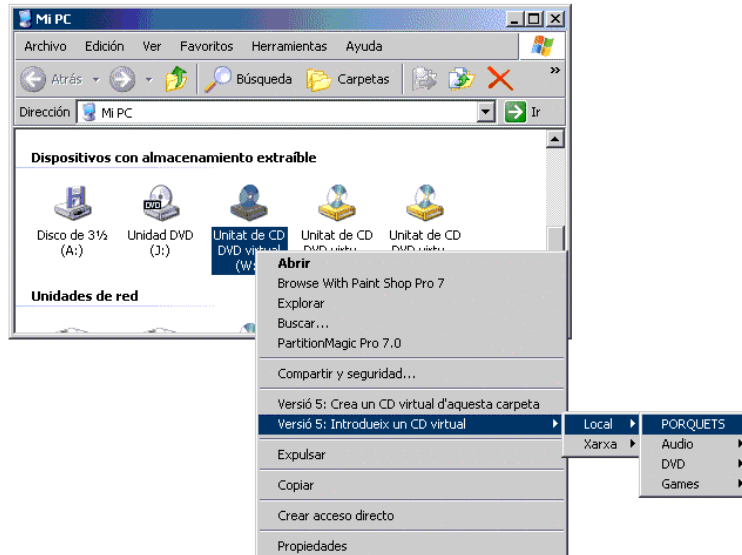 Mi PC
Archivo Edición Ver Favoritos Herramientas Ayuda
Atrás Búsqueda Carpetas »
Dirección Mi PC Ir
Dispositivos con almacenamiento extraíble
Disco de 3½ (A:)
Unidad DVD (J:)
Unitat de CD DVD virtual (W:
Unitat de CD DVD virtu
Unitat de CD DVD virtu
Unidades de red
Abrir
Browse With Paint Shop Pro 7
Explorar
Buscar...
PartitionMagic Pro 7.0
Compartir y seguridad...
Versió 5: Crea un CD virtual d'aquesta carpeta
Versió 5: Introdueix un CD virtual
Expulsar
Copiar
Crear acceso directo
Propiedades
Local
Xarxa
PORQUETS
Audio
DVD
Games